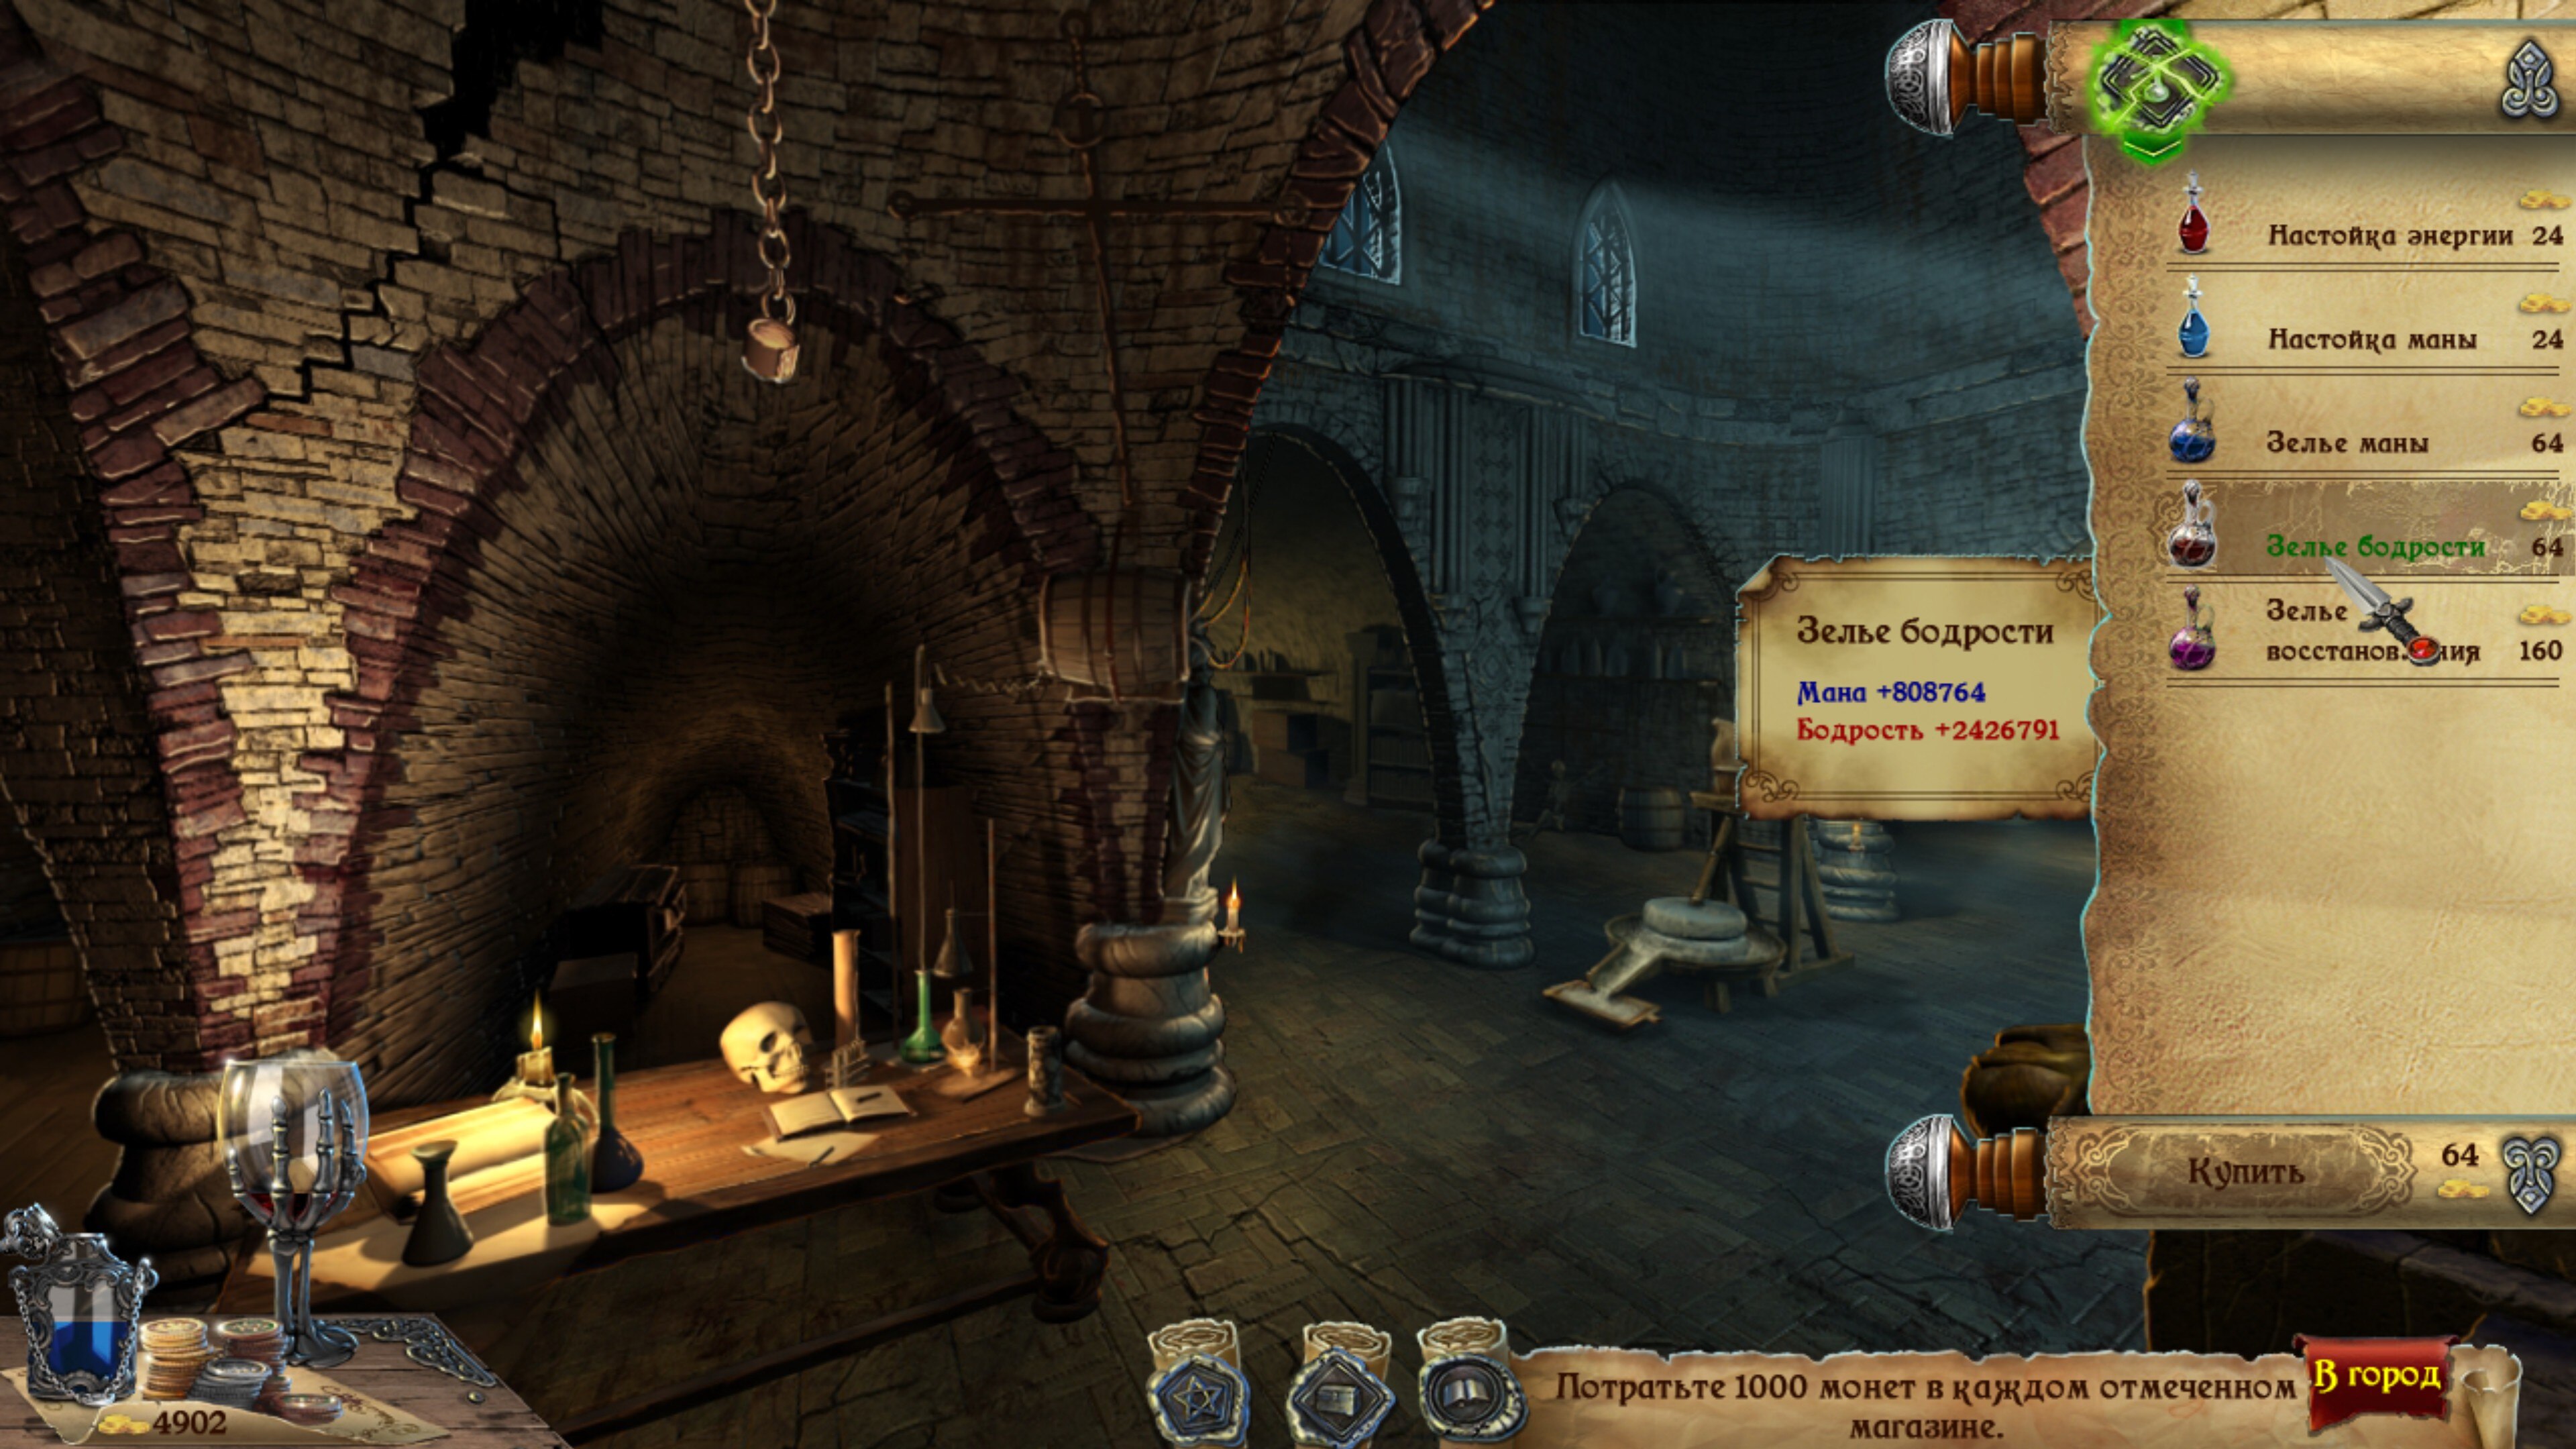 Настойка энергии 24
Настойка маны 24
Зелье маны 64
Зелье бодрости 64
Зелье
160
Зелье бодрости
Мана +808764
Бодрость +2426791
Купить 64
4902
Потратьте 1000 монет в каждом отмеченном
магазине.
В город